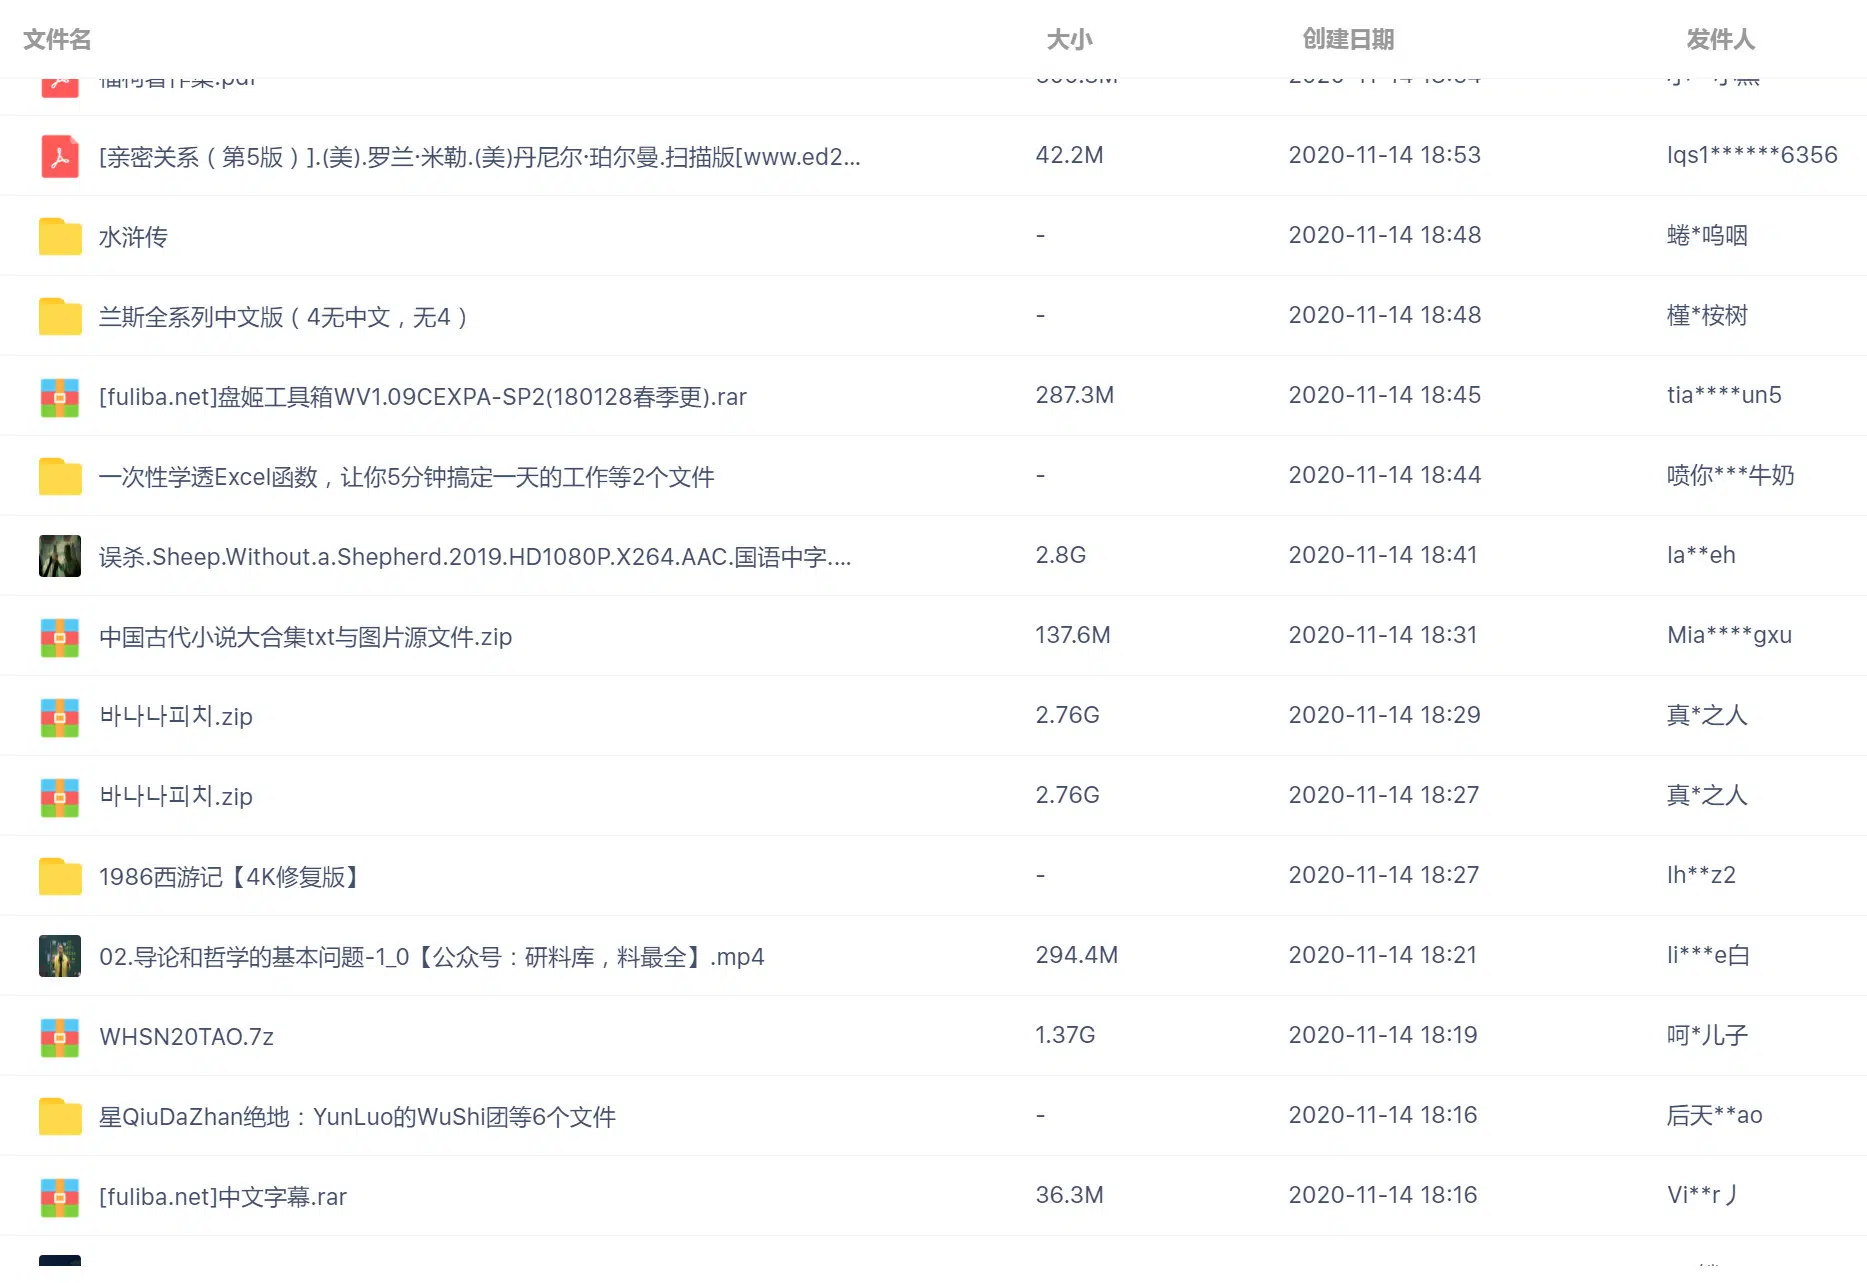 文件名 大小 创建日期 发件人
福柯著作集.pdf 2020-11-14 18:54
[亲密关系（第5版）].(美).罗兰·米勒.(美)丹尼尔·珀尔曼.扫描版[www.ed2... 42.2M 2020-11-14 18:53 lqs1******6356
水浒传 - 2020-11-14 18:48 蜷*呜咽
兰斯全系列中文版（4无中文，无4） - 2020-11-14 18:48 槿*桉树
[fuliba.net]盘姬工具箱WV1.09CEXPA-SP2(180128春季更).rar 287.3M 2020-11-14 18:45 tia****un5
一次性学透Excel函数，让你5分钟搞定一天的工作等2个文件 - 2020-11-14 18:44 喷你***牛奶
误杀.Sheep.Without.a.Shepherd.2019.HD1080P.X264.AAC.国语中字.... 2.8G 2020-11-14 18:41 la**eh
中国古代小说大合集txt与图片源文件.zip 137.6M 2020-11-14 18:31 Mia****gxu
바나나피치.zip 2.76G 2020-11-14 18:29 真*之人
바나나피치.zip 2.76G 2020-11-14 18:27 真*之人
1986西游记【4K修复版】 - 2020-11-14 18:27 lh**z2
02.导论和哲学的基本问题-1_0【公众号：研料库，料最全】.mp4 294.4M 2020-11-14 18:21 li***e白
WHSN20TAO.7z 1.37G 2020-11-14 18:19 呵*儿子
星QiuDaZhan绝地：YunLuo的WuShi团等6个文件 - 2020-11-14 18:16 后天**ao
[fuliba.net]中文字幕.rar 36.3M 2020-11-14 18:16 Vi**r丿